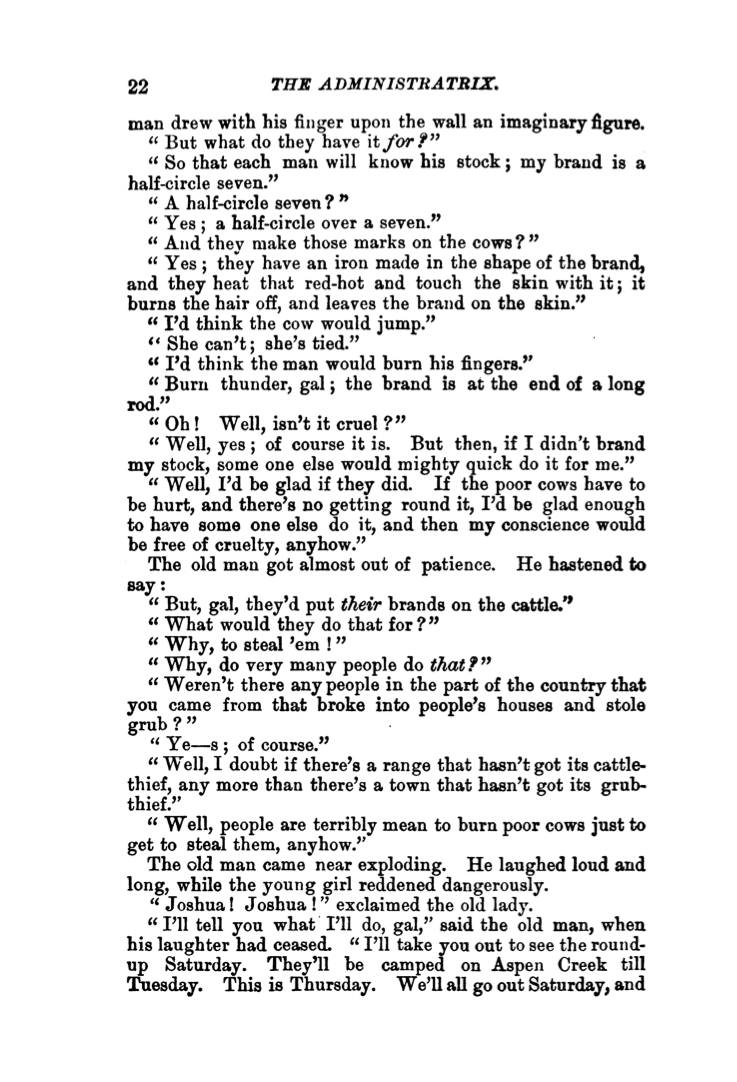 22 THE ADMINISTRATRIX.
man drew with his finger upon the wall an imaginary figure.
“ But what do they have it for?”
“ So that each man will know his stock; my brand is a
half-circle seven.”
“ A half-circle seven? ”
“ Yes; a half-circle over a seven.”
“ And they make those marks on the cows? ”
“ Yes; they have an iron made in the shape of the brand,
and they heat that red-hot and touch the skin with it; it
burns the hair off, and leaves the brand on the skin.”
“ I’d think the cow would jump.”
“ She can’t; she’s tied.”
“ I’d think the man would burn his fingers.”
“ Burn thunder, gal; the brand is at the end of a long
rod.”
“ Oh! Well, isn’t it cruel?”
“ Well, yes; of course it is. But then, if I didn’t brand
my stock, some one else would mighty quick do it for me.”
“ Well, I’d be glad if they did. If the poor cows have to
be hurt, and there’s no getting round it, I’d be glad enough
to have some one else do it, and then my conscience would
be free of cruelty, anyhow.”
The old man got almost out of patience. He hastened to
say:
“ But, gal, they’d put their brands on the cattle.”
“ What would they do that for?”
“ Why, to steal ’em ! ”
“ Why, do very many people do that?”
“ Weren’t there any people in the part of the country that
you came from that broke into people’s houses and stole
grub ? ”
“ Ye—s; of course.”
“ Well, I doubt if there’s a range that hasn’t got its cattle-
thief, any more than there’s a town that hasn’t got its grub-
thief.”
“ Well, people are terribly mean to burn poor cows just to
get to steal them, anyhow.”
The old man came near exploding. He laughed loud and
long, while the young girl reddened dangerously.
“ Joshua! Joshua!” exclaimed the old lady.
“ I’ll tell you what I’ll do, gal,” said the old man, when
his laughter had ceased. “ I’ll take you out to see the round-
up Saturday. They’ll be camped on Aspen Creek till
Tuesday. This is Thursday. We’ll all go out Saturday, and